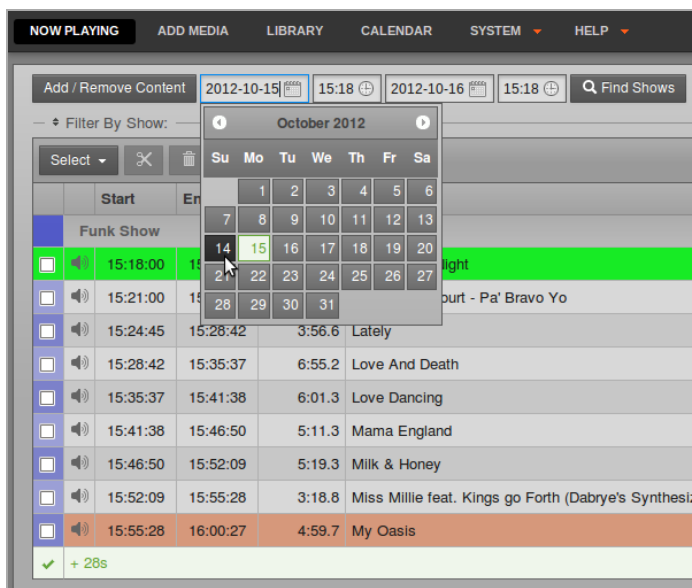 NOW PLAYING ADD MEDIA LIBRARY CALENDAR SYSTEM HELP
Add / Remove Content 2012-10-15 15:18 2012-10-16 15:18 Find Shows
Filter By Show:
October 2012
Select
Su Mo Tu We Th Fr Sa
1 2 3 4 5 6
Start
7 8 9 10 11 12 13
Funk Show
14 15 16 17 18 19 20
15:18:00
21 22 23 24 25 26 27
15:21:00 Pa' Bravo Yo
28 29 30 31
15:24:45 15:28:42 3:56.6 Lately
15:28:42 15:35:37 6:55.2 Love And Death
15:35:37 15:41:38 6:01.3 Love Dancing
15:41:38 15:46:50 5:11.3 Mama England
15:46:50 15:52:09 5:19.3 Milk & Honey
15:52:09 15:55:28 3:18.8 Miss Millie feat. Kings go Forth (Dabrye's
15:55:28 16:00:27 4:59.7 My Oasis
+ 28s